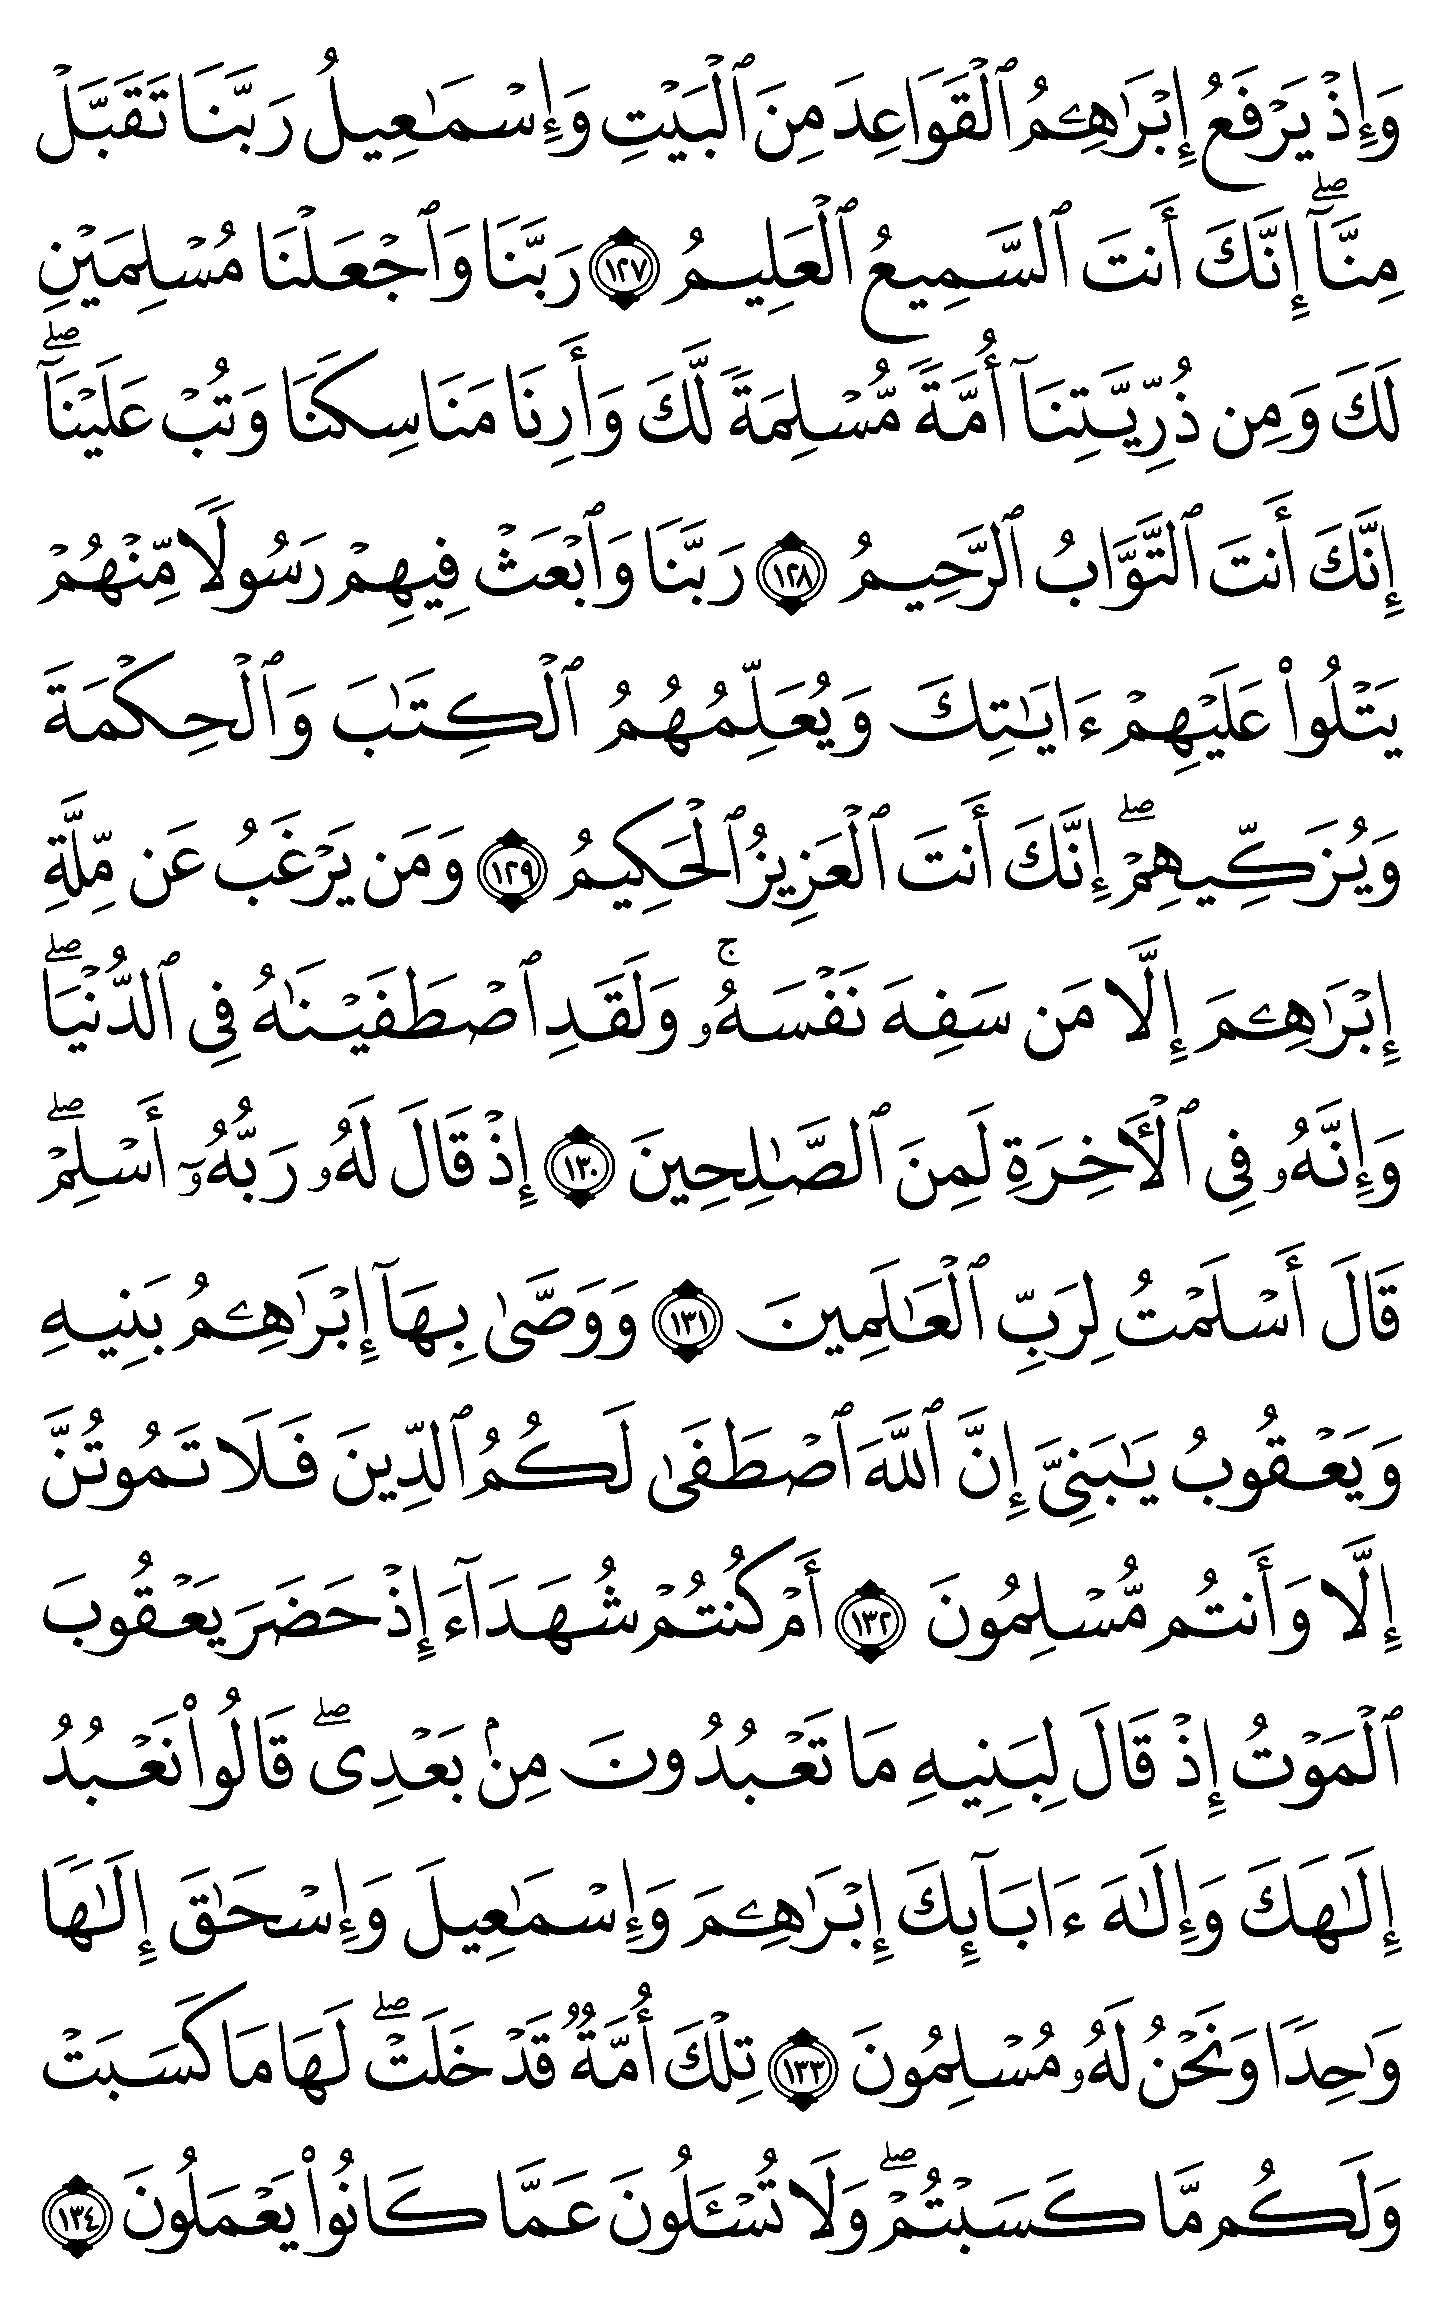 وَإِذۡ يَرۡفَعُ إِبۡرَٰهِـۧمُ ٱلۡقَوَاعِدَ مِنَ ٱلۡبَيۡتِ وَإِسۡمَٰعِيلُ رَبَّنَا تَقَبَّلۡ
مِنَّآۖ إِنَّكَ أَنتَ ٱلسَّمِيعُ ٱلۡعَلِيمُ ١٢٧ رَبَّنَا وَٱجۡعَلۡنَا مُسۡلِمَيۡنِ
لَكَ وَمِن ذُرِّيَّتِنَآ أُمَّةٗ مُّسۡلِمَةٗ لَّكَ وَأَرِنَا مَنَاسِكَنَا وَتُبۡ عَلَيۡنَآۖ
إِنَّكَ أَنتَ ٱلتَّوَّابُ ٱلرَّحِيمُ ١٢٨ رَبَّنَا وَٱبۡعَثۡ فِيهِمۡ رَسُولٗا مِّنۡهُمۡ
يَتۡلُواْ عَلَيۡهِمۡ ءَايَٰتِكَ وَيُعَلِّمُهُمُ ٱلۡكِتَٰبَ وَٱلۡحِكۡمَةَ
وَيُزَكِّيهِمۡۖ إِنَّكَ أَنتَ ٱلۡعَزِيزُ ٱلۡحَكِيمُ ١٢٩ وَمَن يَرۡغَبُ عَن مِّلَّةِ
إِبۡرَٰهِـۧمَ إِلَّا مَن سَفِهَ نَفۡسَهُۥۚ وَلَقَدِ ٱصۡطَفَيۡنَٰهُ فِي ٱلدُّنۡيَاۖ
وَإِنَّهُۥ فِي ٱلۡأٓخِرَةِ لَمِنَ ٱلصَّٰلِحِينَ ١٣٠ إِذۡ قَالَ لَهُۥ رَبُّهُۥٓ أَسۡلِمۡۖ
قَالَ أَسۡلَمۡتُ لِرَبِّ ٱلۡعَٰلَمِينَ ١٣١ وَوَصَّىٰ بِهَآ إِبۡرَٰهِـۧمُ بَنِيهِ
وَيَعۡقُوبُ يَٰبَنِيَّ إِنَّ ٱللَّهَ ٱصۡطَفَىٰ لَكُمُ ٱلدِّينَ فَلَا تَمُوتُنَّ
إِلَّا وَأَنتُم مُّسۡلِمُونَ ١٣٢ أَمۡ كُنتُمۡ شُهَدَآءَ إِذۡ حَضَرَ يَعۡقُوبَ
ٱلۡمَوۡتُ إِذۡ قَالَ لِبَنِيهِ مَا تَعۡبُدُونَ مِنۢ بَعۡدِيۖ قَالُواْ نَعۡبُدُ
إِلَٰهَكَ وَإِلَٰهَ ءَابَآئِكَ إِبۡرَٰهِـۧمَ وَإِسۡمَٰعِيلَ وَإِسۡحَٰقَ إِلَٰهٗا
وَٰحِدٗا وَنَحۡنُ لَهُۥ مُسۡلِمُونَ ١٣٣ تِلۡكَ أُمَّةٞ قَدۡ خَلَتۡۖ لَهَا مَا كَسَبَتۡ
وَلَكُم مَّا كَسَبۡتُمۡۖ وَلَا تُسۡـَٔلُونَ عَمَّا كَانُواْ يَعۡمَلُونَ ١٣٤